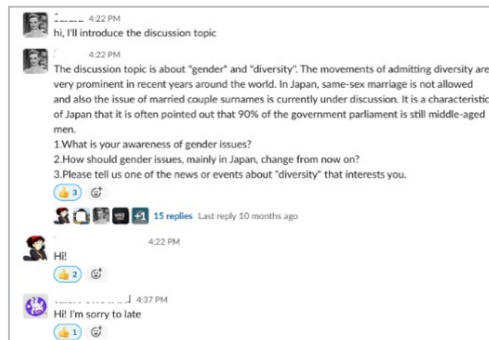 4:22 PM
hi, I'll introduce the discussion topic
4:22 PM
The discussion topic is about "gender" and "diversity". The movements of admitting diversity are
very prominent in recent years around the world. In Japan, same-sex marriage is not allowed
and also the issue of married couple surnames is currently under discussion. It is a characteristic
of Japan that it is often pointed out that 90% of the government parliament is still middle-aged
men.
1.What is your awareness of gender issues?
2.How should gender issues, mainly in Japan, change from now on?
3.Please tell us one of the news or events about "diversity" that interests you.
3
+1 15 replies Last reply 10 months ago
4:22 PM
Hi!
2
4:37 PM
Hi! I'm sorry to late
1